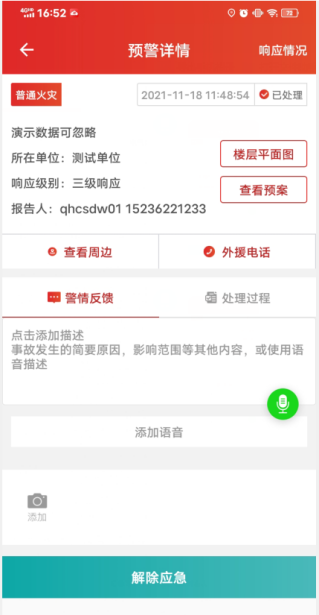 16:52
预警详情
响应情况
普通火灾
2021-11-18 11:48:54
已处理
演示数据可忽略
所在单位：测试单位
楼层平面图
响应级别：三级响应
查看预案
报告人：qhcsdw01 15236221233
查看周边
外援电话
警情反馈
处理过程
点击添加描述
事故发生的简要原因，影响范围等其他内容，或使用语
音描述
添加语音
添加
解除应急